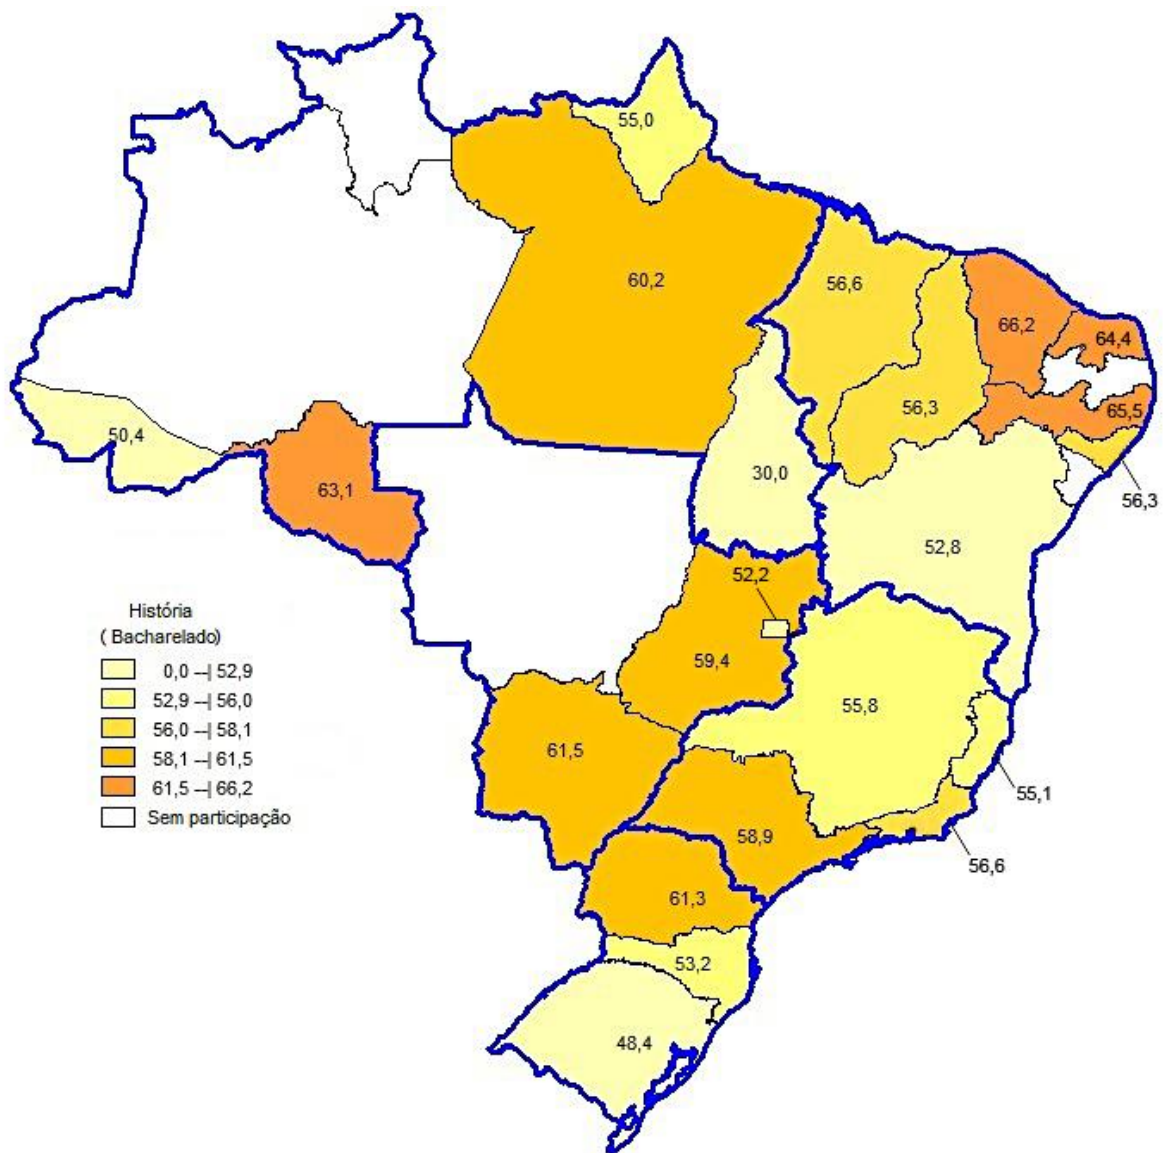 55,0
60,2
56,6
66,2
64,4
56,3
65,5
50,4
63,1
30,0
56,3
52,8
52,2
59,4
55,8
61,5
55,1
58,9
56,6
61,3
53,2
48,4
História
( Bacharelado)
0,0 --| 52,9
52,9 --| 56,0
56,0 --| 58,1
58,1 --| 61,5
61,5 --| 66,2
Sem participação